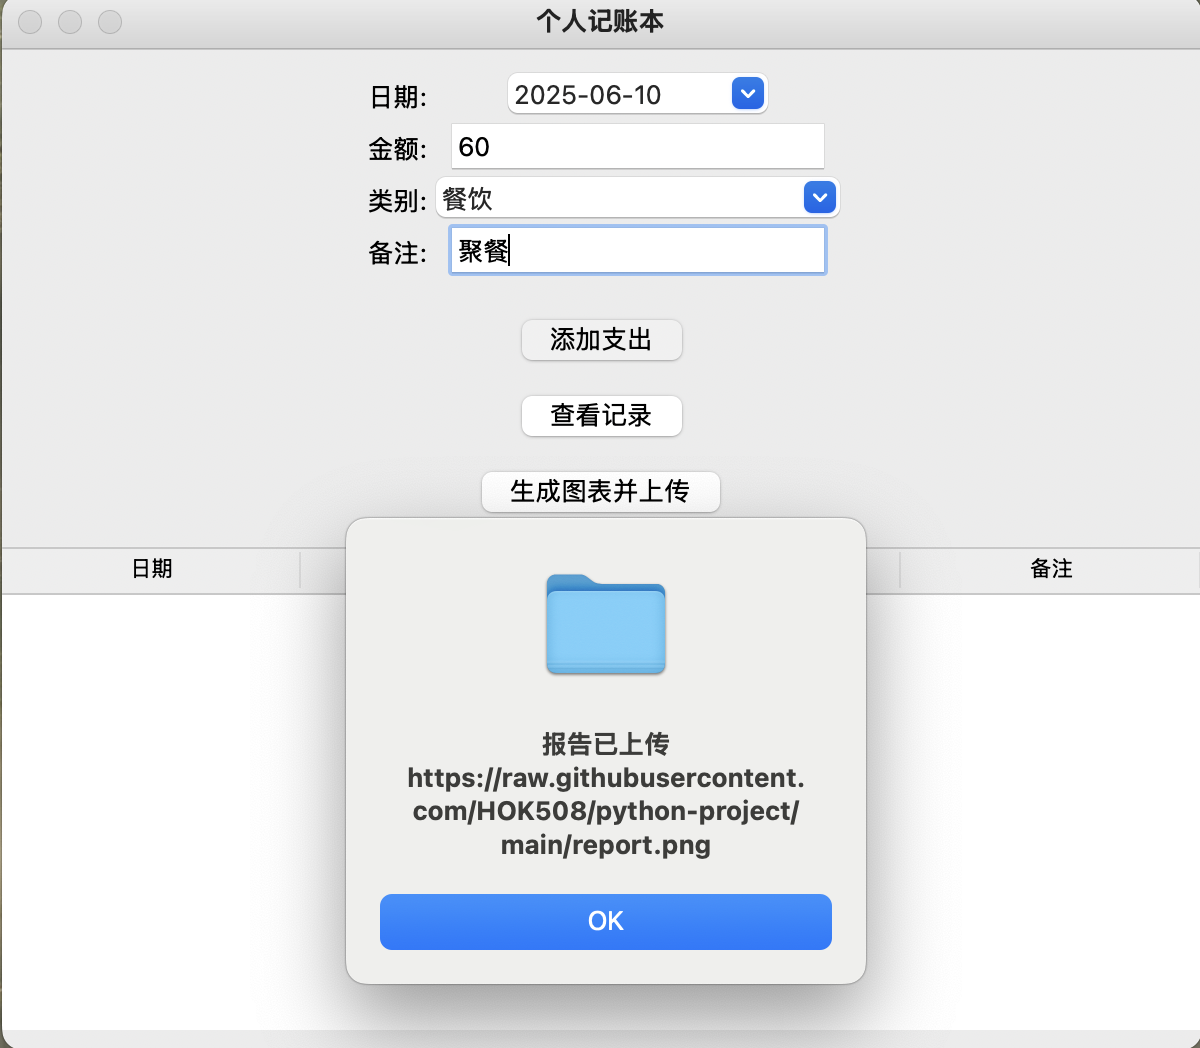 个人记账本
日期: 2025-06-10
金额: 60
类别: 餐饮
备注: 聚餐
添加支出
查看记录
生成图表并上传
日期 备注
报告已上传
https://raw.githubusercontent.
com/HOK508/python-project/
main/report.png
OK